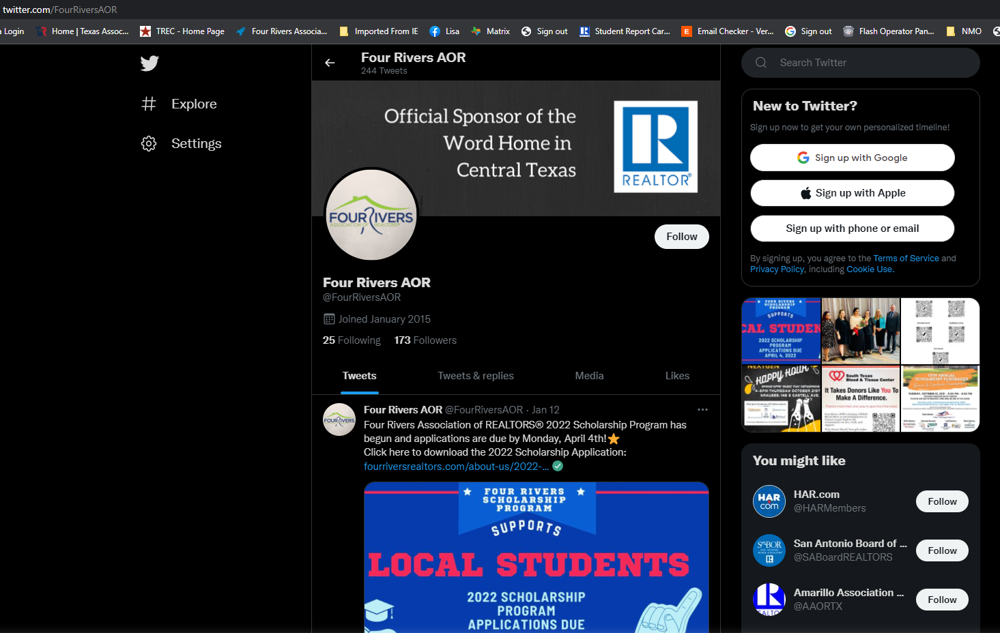 twitter.com/FourRiversAOR
a Login
Home | Texas Assoc...
TREC - Home Page
Four Rivers Associa...
Imported From IE
Lisa
Matrix
Sign out
Student Report Car...
Email Checker - Ver...
Sign out
Flash Operator Pan...
NMO
Explore
Settings
Four Rivers AOR
244 Tweets
Official Sponsor of the
Word Home in
Central Texas
REALTOR®
FOUR RIVERS
ASSOCIATION OF REALTORS®
Follow
Four Rivers AOR
@FourRiversAOR
Joined January 2015
25 Following 173 Followers
Tweets
Tweets & replies
Media
Likes
FOUR RIVERS
Four Rivers AOR @FourRiversAOR · Jan 12
Four Rivers Association of REALTORS® 2022 Scholarship Program has
begun and applications are due by Monday, April 4th!
Click here to download the 2022 Scholarship Application:
fourriversrealtors.com/about-us/2022-...
FOUR RIVERS
SCHOLARSHIP
PROGRAM
SUPPORTS
LOCAL STUDENTS
2022 SCHOLARSHIP
PROGRAM
APPLICATIONS DUE
Search Twitter
New to Twitter?
Sign up now to get your own personalized timeline!
Sign up with Google
Sign up with Apple
Sign up with phone or email
By signing up, you agree to the Terms of Service and
Privacy Policy, including Cookie Use.
FOUR RIVERS
SCHOLARSHIP
PROGRAM
SUPPORTS
CAL STUDEN
2022 SCHOLARSHIP
PROGRAM
APPLICATIONS DUE
APRIL 4, 2022
NEXTGEN
HAPPY HOUR
4-6PM THURSDAY OCTOBER 21ST
KRAUSES-148 S CASTELL AVE.
South Texas
Blood & Tissue Center
It Takes Donors Like You To
Make A Difference.
SCHOLARSHIP FUNDRAISER
You might like
HAR
com
HAR.com
@HARMembers
Follow
SABOR
San Antonio Board of ...
@SABoardREALTORS
Follow
REALTO
Amarillo Association ...
@AAORTX
Follow